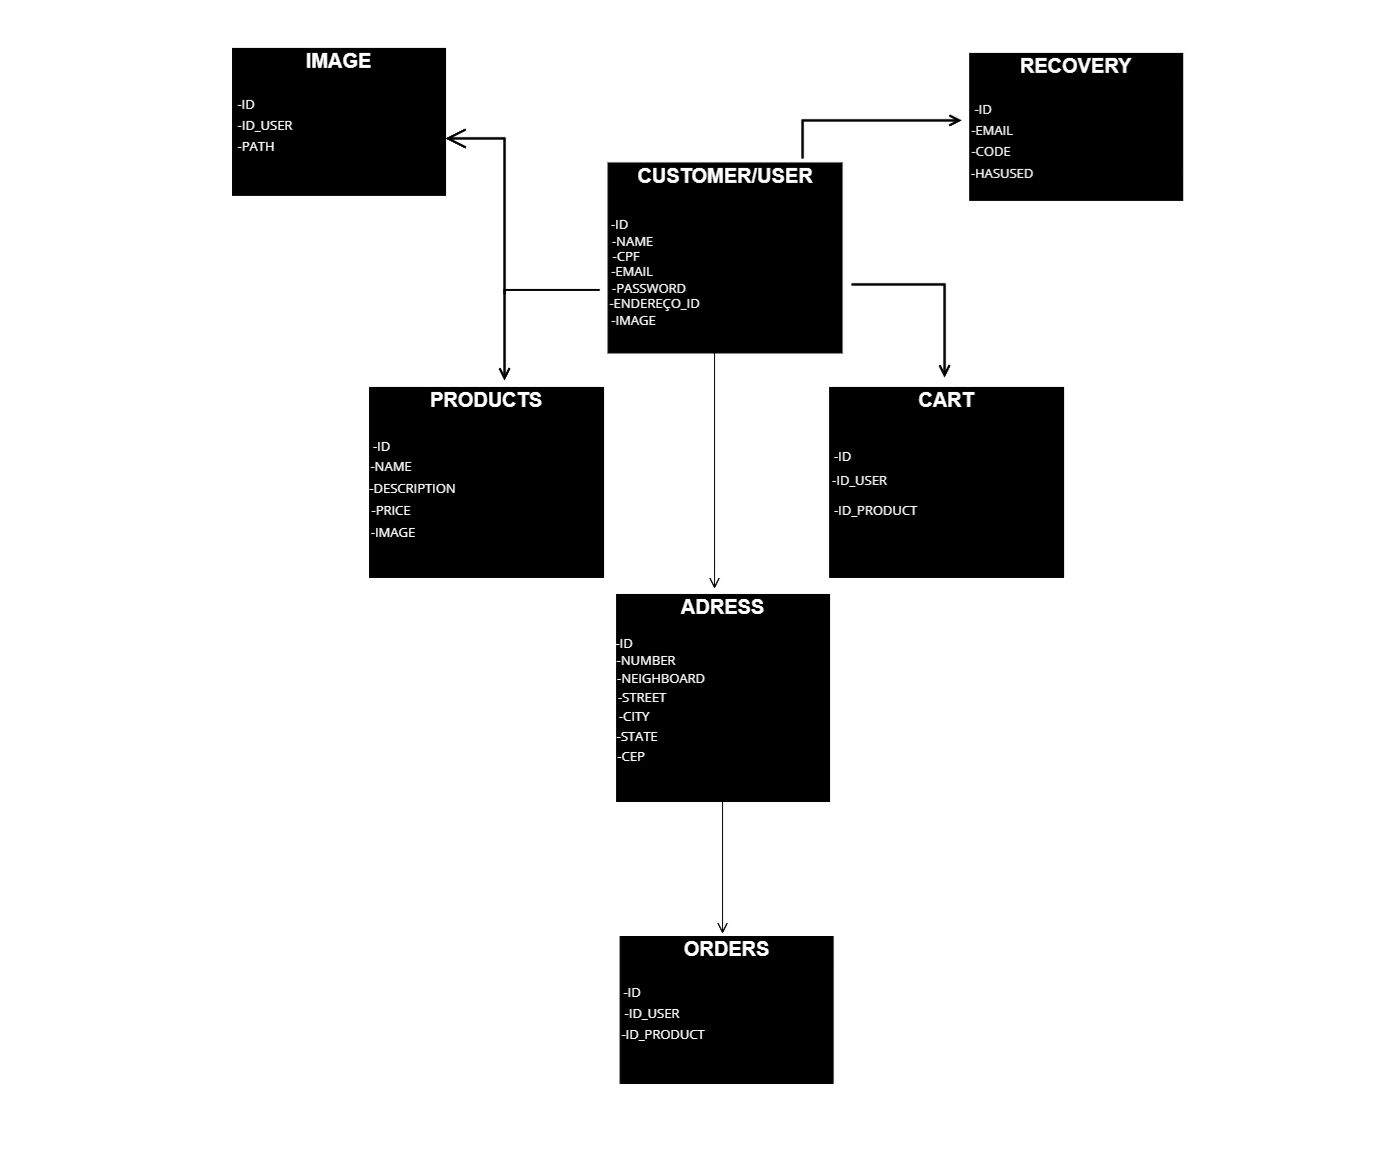 IMAGE
-ID
-ID_USER
-PATH
RECOVERY
-ID
-EMAIL
-CODE
-HASUSED
CUSTOMER/USER
-ID
-NAME
-CPF
-EMAIL
-PASSWORD
-ENDEREÇO_ID
-IMAGE
PRODUCTS
-ID
-NAME
-DESCRIPTION
-PRICE
-IMAGE
CART
-ID
-ID_USER
-ID_PRODUCT
ADRESS
-ID
-NUMBER
-NEIGHBOARD
-STREET
-CITY
-STATE
-CEP
ORDERS
-ID
-ID_USER
-ID_PRODUCT